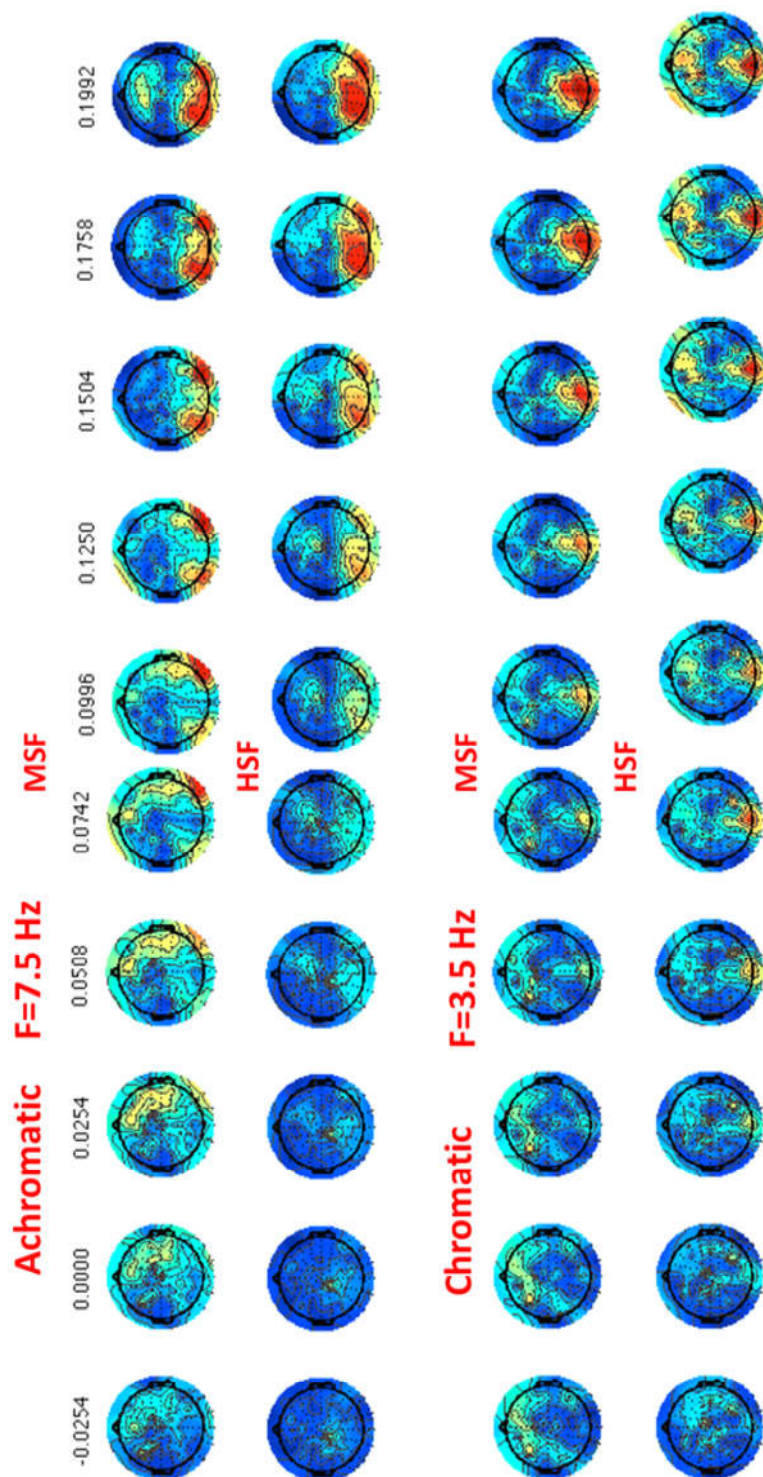 Achromatic F=7.5 Hz MSF
-0.0254 0.0000 0.0254 0.0508 0.0742 0.0996 0.1250 0.1504 0.1758 0.1992
HSF
Chromatic F=3.5 Hz MSF
HSF